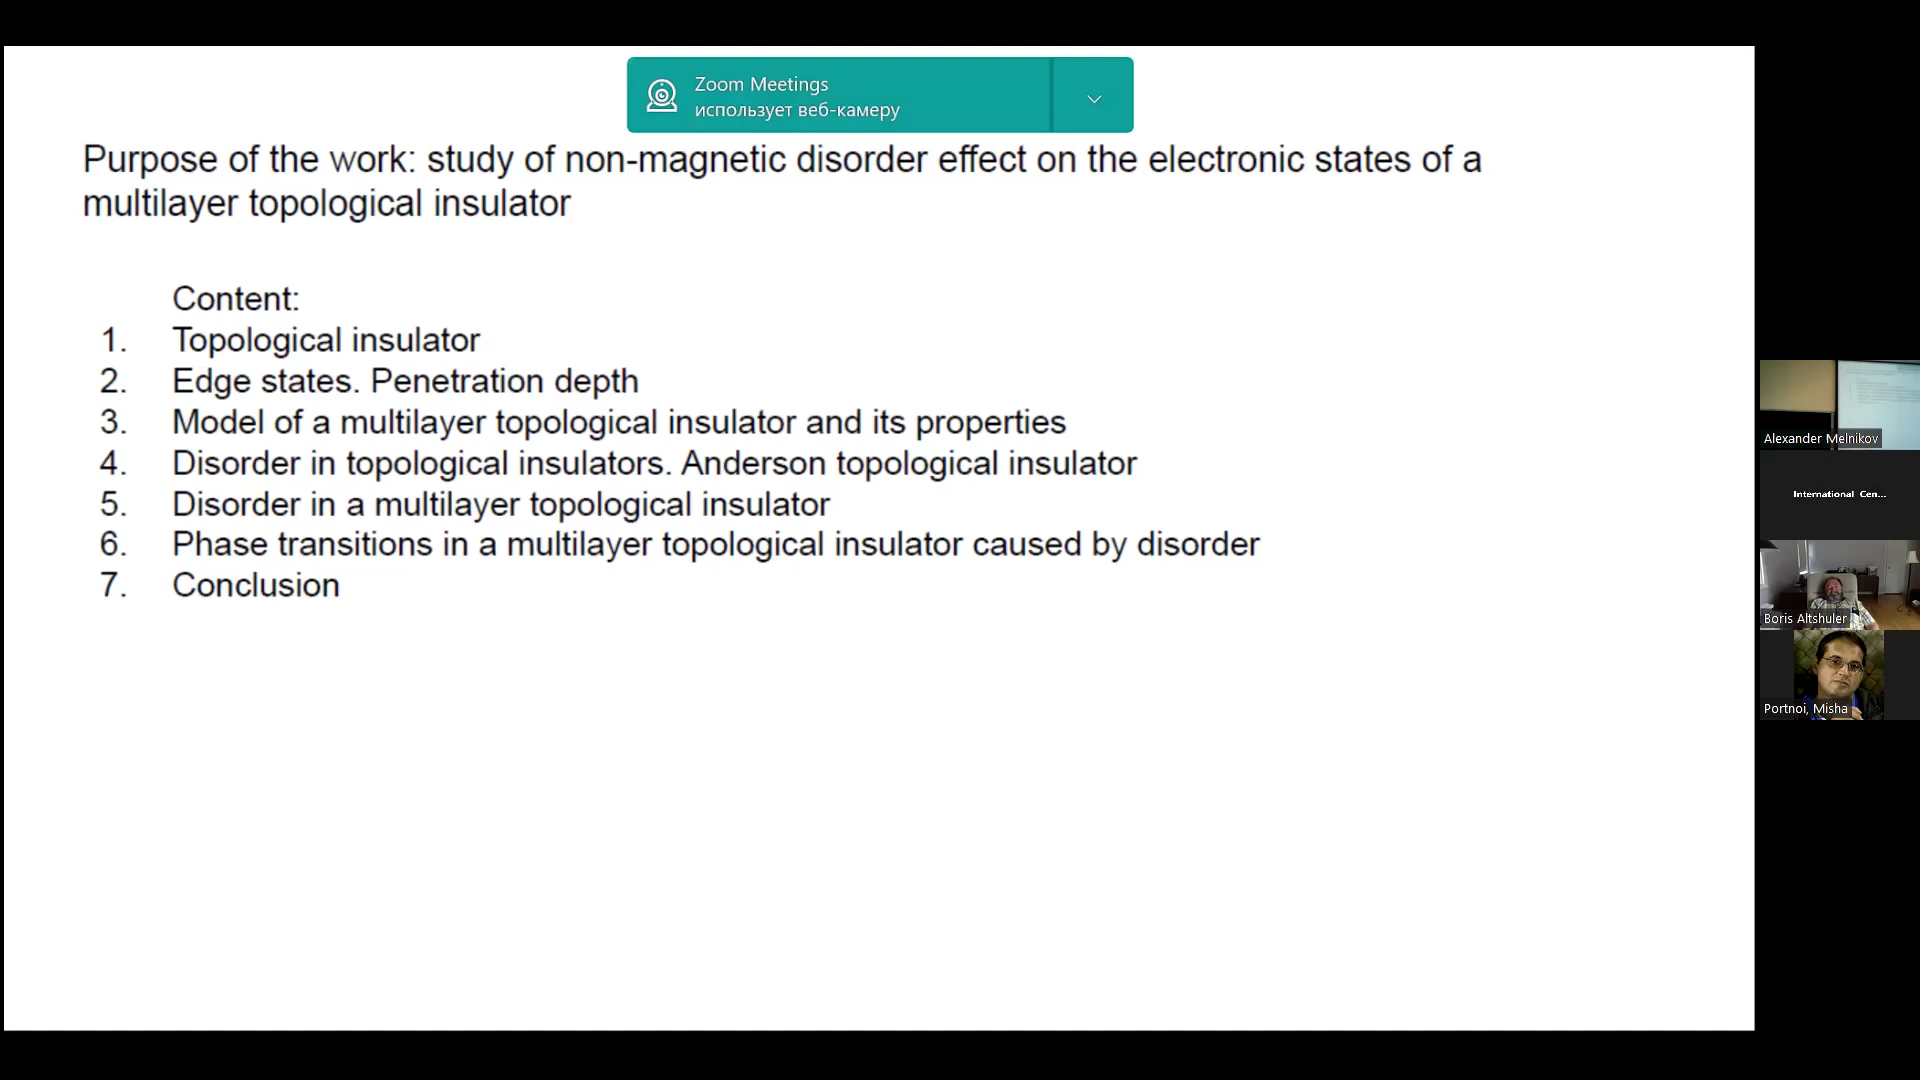 Zoom Meetings
использует веб-камеру
Purpose of the work: study of non-magnetic disorder effect on the electronic states of a
multilayer topological insulator
Content:
1. Topological insulator
2. Edge states. Penetration depth
3. Model of a multilayer topological insulator and its properties
4. Disorder in topological insulators. Anderson topological insulator
5. Disorder in a multilayer topological insulator
6. Phase transitions in a multilayer topological insulator caused by disorder
7. Conclusion
Alexander Melnikov
International Cen...
Boris Altshuler
Portnoi, Misha